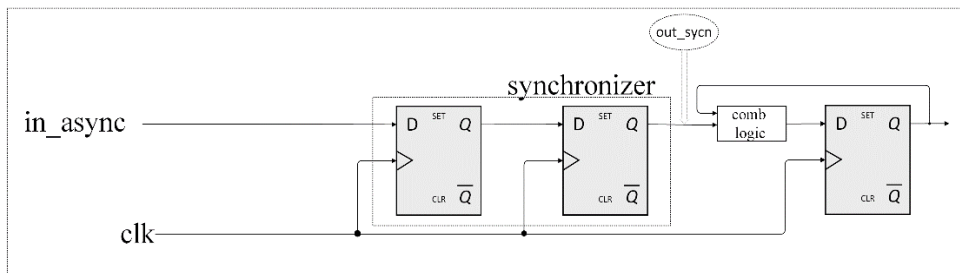 out_sycn
synchronizer
in_async
D SET Q
CLR Q
D SET Q
CLR Q
comb
logic
D SET Q
CLR Q
clk